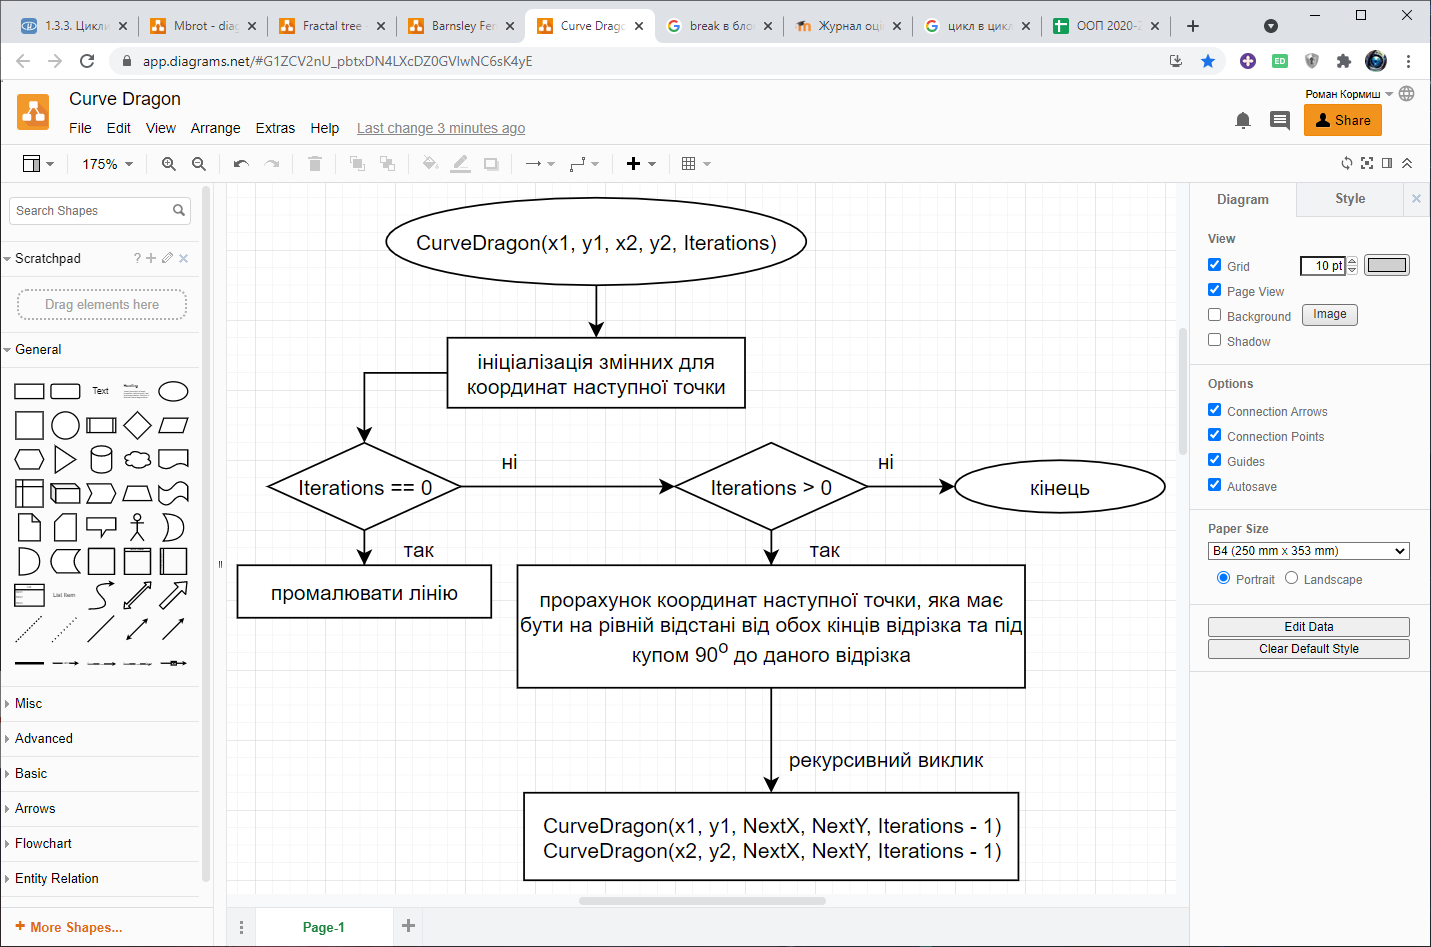 1.3.3. Цикли
Mbrot - diag
Fractal tree -
Barnsley Fer
Curve Drago
break в бло
Журнал оці
цикл в цикл
ООП 2020-2
app.diagrams.net/#G1ZCV2nU_pbtxDN4LXcDZ0GVIwNC6sK4yE
Curve Dragon
Роман Кормиш
File Edit View Arrange Extras Help Last change 3 minutes ago
Share
175%
Search Shapes
Scratchpad
Drag elements here
General
Text
Heading
List Item
Misc
Advanced
Basic
Arrows
Flowchart
Entity Relation
More Shapes...
CurveDragon(x1, y1, x2, y2, Iterations)
ініціалізація змінних для
координат наступної точки
Iterations == 0
ні
Iterations > 0
ні
кінець
так
так
промалювати лінію
прорахунок координат наступної точки, яка має
бути на рівній відстані від обох кінців відрізка та під
купом 90о до даного відрізка
рекурсивний виклик
CurveDragon(x1, y1, NextX, NextY, Iterations - 1)
CurveDragon(x2, y2, NextX, NextY, Iterations - 1)
Page-1
Diagram Style
View
Grid 10 pt
Page View
Background Image
Shadow
Options
Connection Arrows
Connection Points
Guides
Autosave
Paper Size
B4 (250 mm x 353 mm)
Portrait Landscape
Edit Data
Clear Default Style